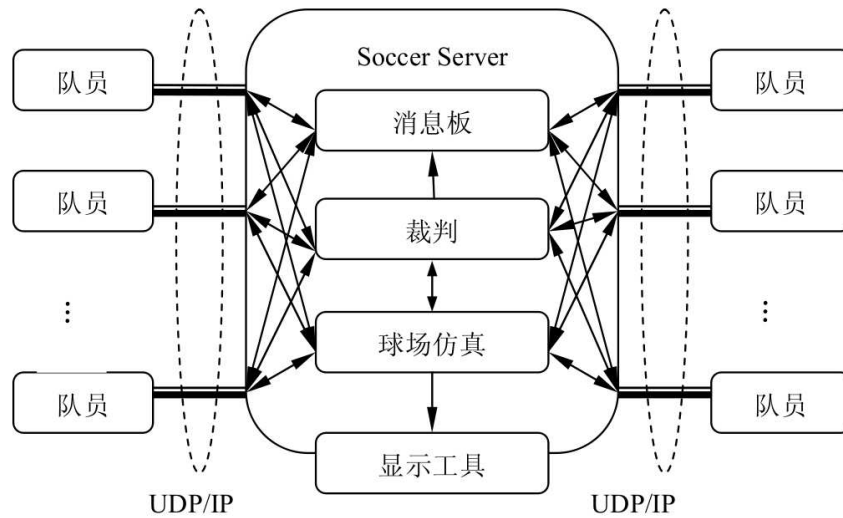 Soccer Server
队员
消息板
队员
队员
裁判
队员
⋮
球场仿真
⋮
队员
队员
显示工具
UDP/IP
UDP/IP